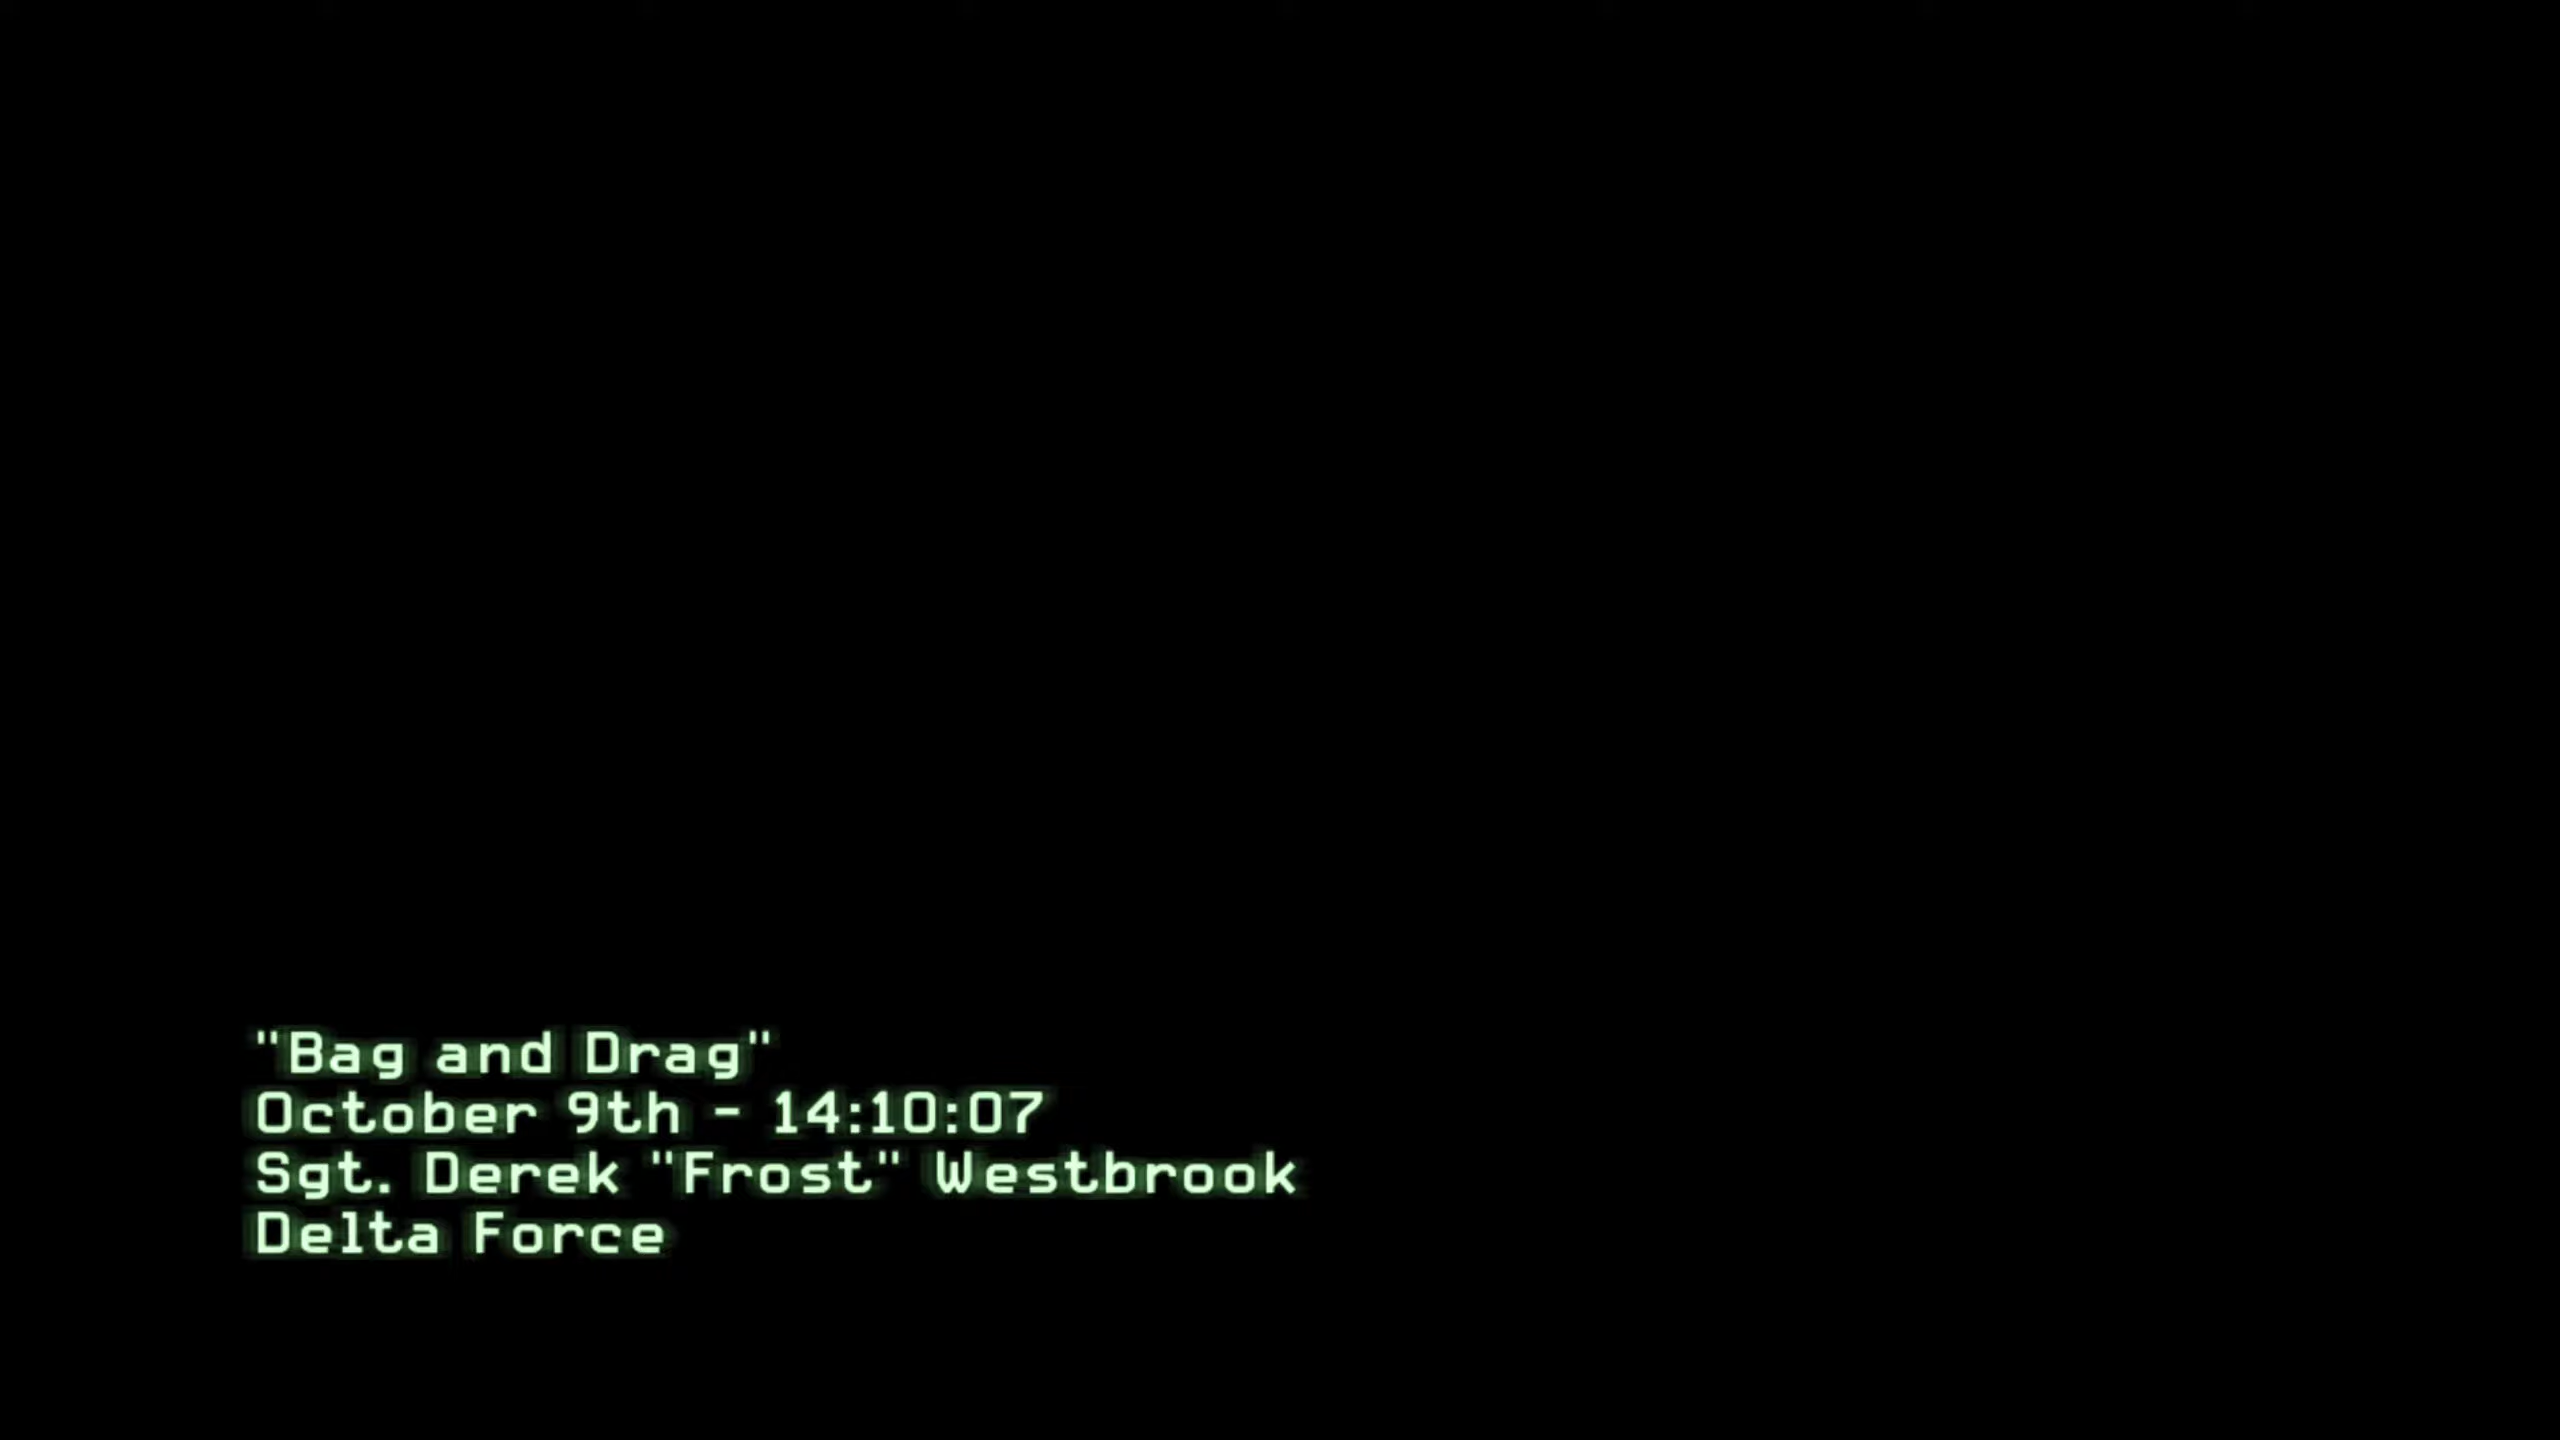 "Bag and Drag"
October 9th - 14:10:07
Sgt. Derek "Frost" Westbrook
Delta Force